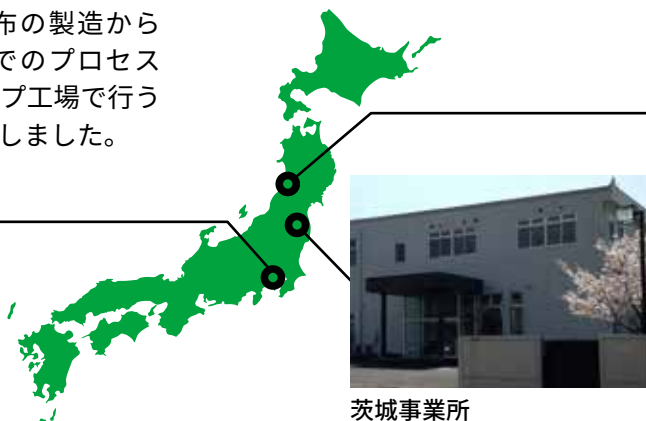 布の製造から
でのプロセス
プ工場で行う
しました。
茨城事業所